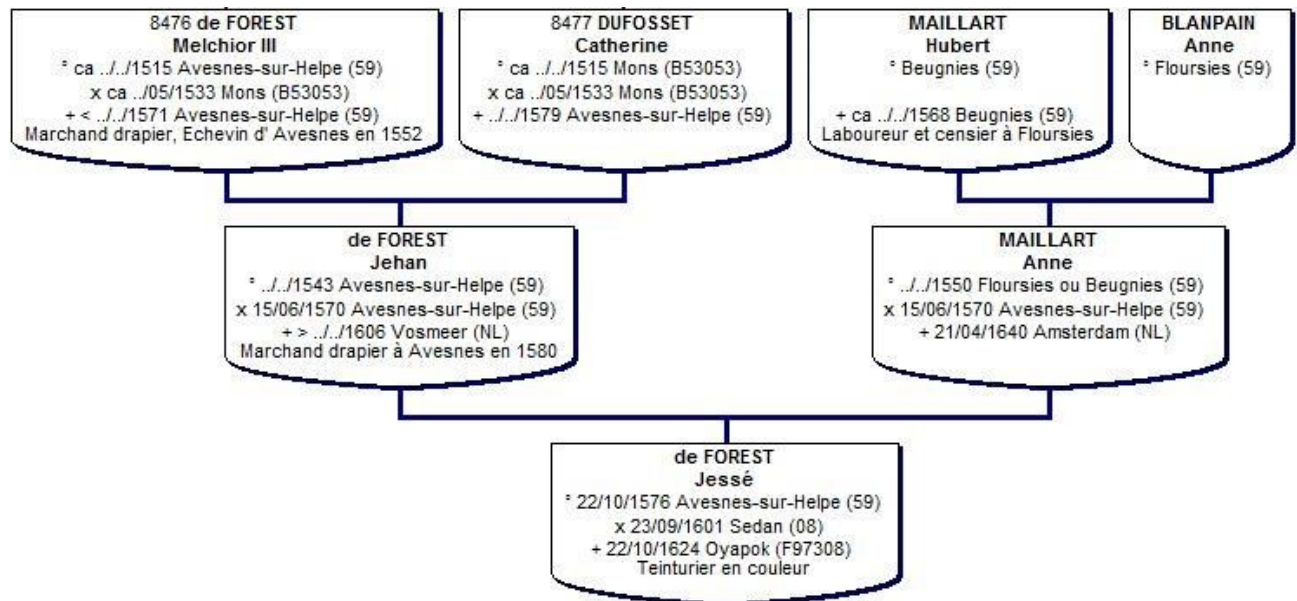 8476 de FOREST
Melchior III
° ca ../../1515 Avesnes-sur-Helpe (59)
x ca ../05/1533 Mons (B53053)
+ < ../../1571 Avesnes-sur-Helpe (59)
Marchand drapier, Echevin d' Avesnes en 1552
8477 DUFOSSET
Catherine
° ca ../../1515 Mons (B53053)
x ca ../05/1533 Mons (B53053)
+ ../../1579 Avesnes-sur-Helpe (59)
MAILLART
Hubert
° Beugnies (59)
+ ca ../../1568 Beugnies (59)
Laboureur et censier à Floursies
BLANPAIN
Anne
° Floursies (59)
de FOREST
Jehan
° ../../1543 Avesnes-sur-Helpe (59)
x 15/06/1570 Avesnes-sur-Helpe (59)
+ > ../../1606 Vosmeer (NL)
Marchand drapier à Avesnes en 1580
MAILLART
Anne
° ../../1550 Floursies ou Beugnies (59)
x 15/06/1570 Avesnes-sur-Helpe (59)
+ 21/04/1640 Amsterdam (NL)
de FOREST
Jessé
° 22/10/1576 Avesnes-sur-Helpe (59)
x 23/09/1601 Sedan (08)
+ 22/10/1624 Oyapok (F97308)
Teinturier en couleur